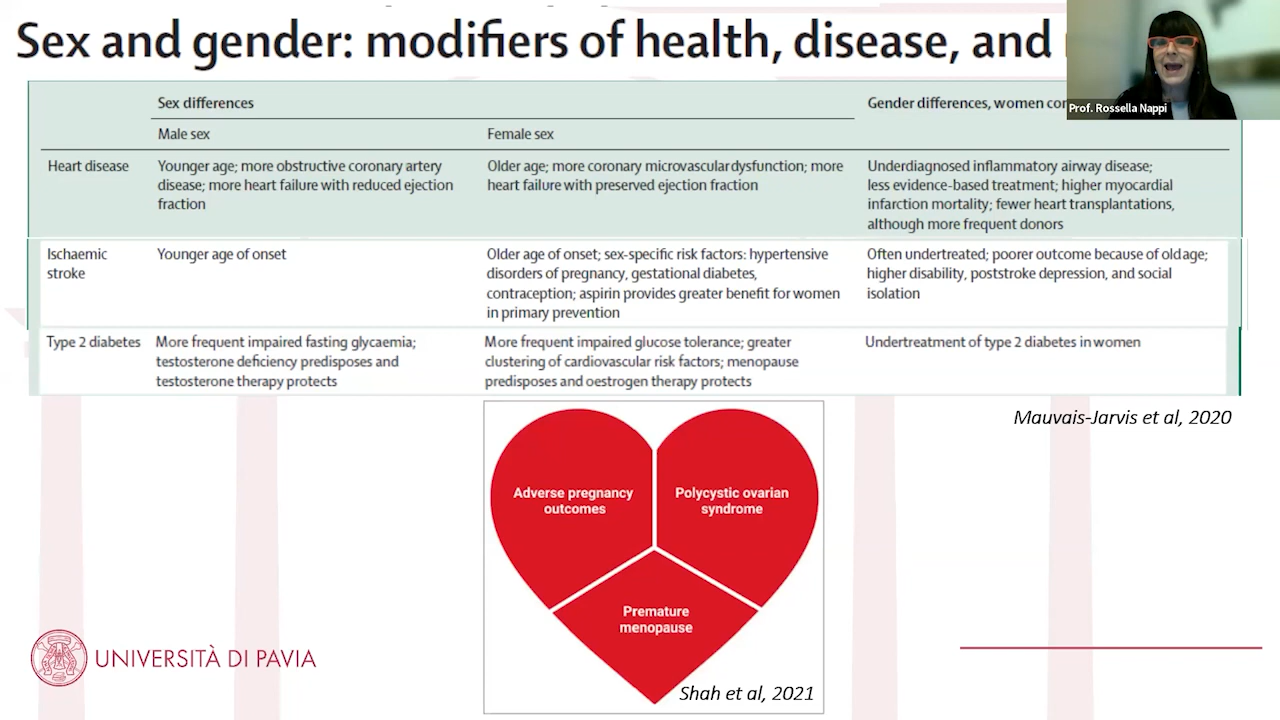 Sex and gender: modifiers of health, disease, and
Prof. Rossella Nappi
Sex differences
Gender differences, women
Male sex
Female sex
Heart disease
Younger age; more obstructive coronary artery
disease; more heart failure with reduced ejection
fraction
Older age; more coronary microvascular dysfunction; more
heart failure with preserved ejection fraction
Underdiagnosed inflammatory airway disease;
less evidence-based treatment; higher myocardial
infarction mortality; fewer heart transplantations,
although more frequent donors
Ischaemic
stroke
Younger age of onset
Older age of onset; sex-specific risk factors: hypertensive
disorders of pregnancy, gestational diabetes,
contraception; aspirin provides greater benefit for women
in primary prevention
Often undertreated; poorer outcome because of old age;
higher disability, poststroke depression, and social
isolation
Type 2 diabetes
More frequent impaired fasting glycaemia;
testosterone deficiency predisposes and
testosterone therapy protects
More frequent impaired glucose tolerance; greater
clustering of cardiovascular risk factors; menopause
predisposes and oestrogen therapy protects
Undertreatment of type 2 diabetes in women
Mauvais-Jarvis et al, 2020
Adverse pregnancy
outcomes
Polycystic ovarian
syndrome
Premature
menopause
Shah et al, 2021
UNIVERSITÀ DI PAVIA